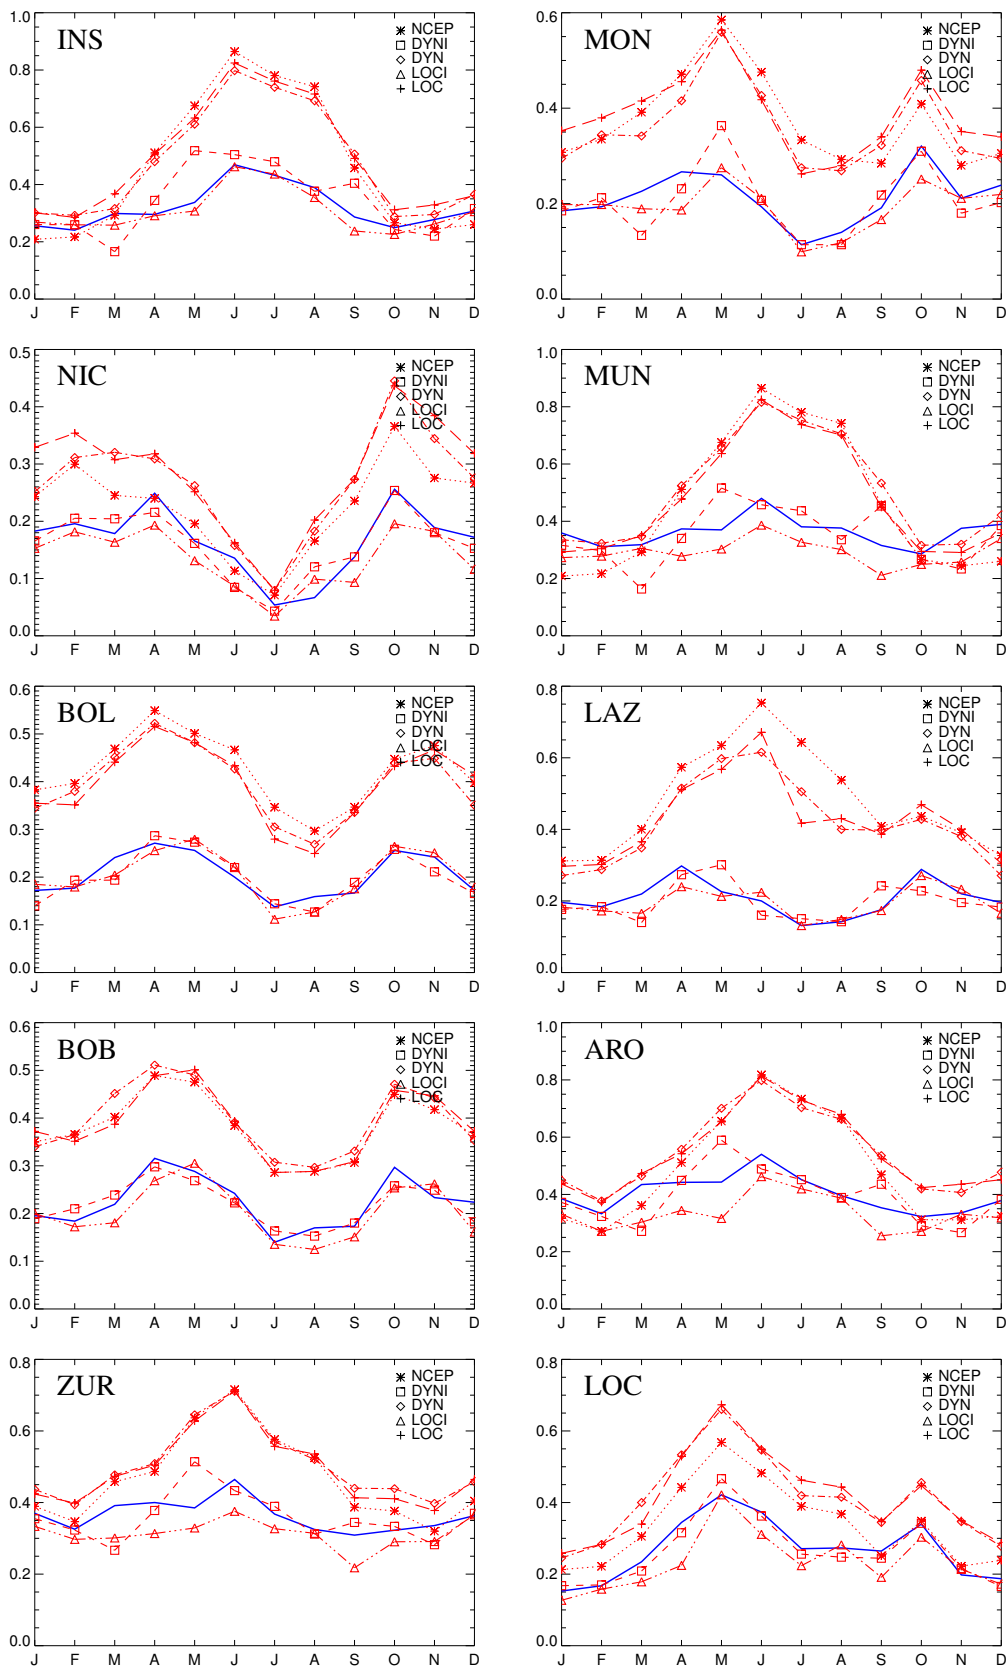 INS
NCEP
DYNI
DYN
LOCI
LOC
1.0
0.8
0.6
0.4
0.2
0.0
J F M A M J J A S O N D
MON
NCEP
DYNI
DYN
LOCI
LOC
0.6
0.4
0.2
0.0
J F M A M J J A S O N D
NIC
NCEP
DYNI
DYN
LOCI
LOC
0.5
0.4
0.3
0.2
0.1
0.0
J F M A M J J A S O N D
MUN
NCEP
DYNI
DYN
LOCI
LOC
1.0
0.8
0.6
0.4
0.2
0.0
J F M A M J J A S O N D
BOL
NCEP
DYNI
DYN
LOCI
LOC
0.6
0.5
0.4
0.3
0.2
0.1
0.0
J F M A M J J A S O N D
LAZ
NCEP
DYNI
DYN
LOCI
LOC
0.8
0.6
0.4
0.2
0.0
J F M A M J J A S O N D
BOB
NCEP
DYNI
DYN
LOCI
LOC
0.6
0.5
0.4
0.3
0.2
0.1
0.0
J F M A M J J A S O N D
ARO
NCEP
DYNI
DYN
LOCI
LOC
1.0
0.8
0.6
0.4
0.2
0.0
J F M A M J J A S O N D
ZUR
NCEP
DYNI
DYN
LOCI
LOC
0.8
0.6
0.4
0.2
0.0
J F M A M J J A S O N D
LOC
NCEP
DYNI
DYN
LOCI
LOC
0.8
0.6
0.4
0.2
0.0
J F M A M J J A S O N D